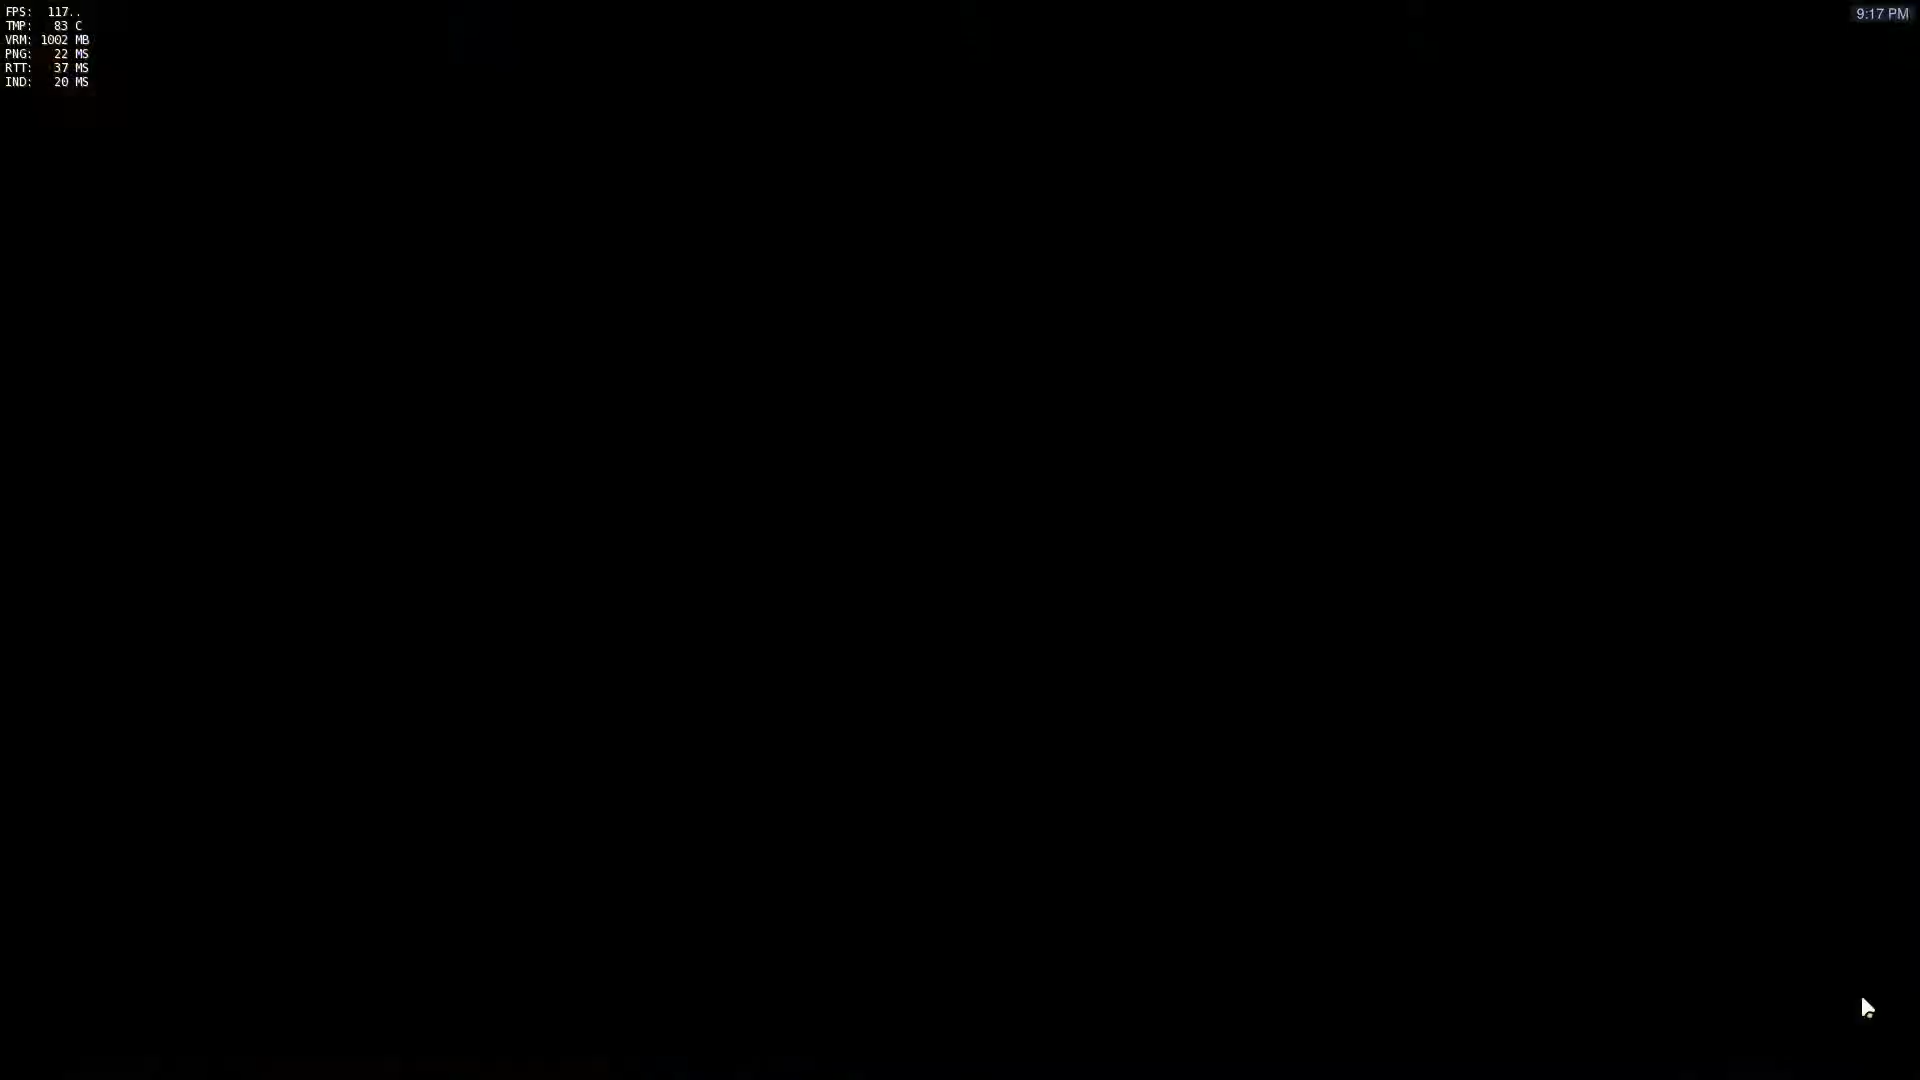 FPS: 117..
TMP: 83 C
VRM: 1002 MB
PNG: 22 MS
RTT: 37 MS
IND: 20 MS
9:17 PM